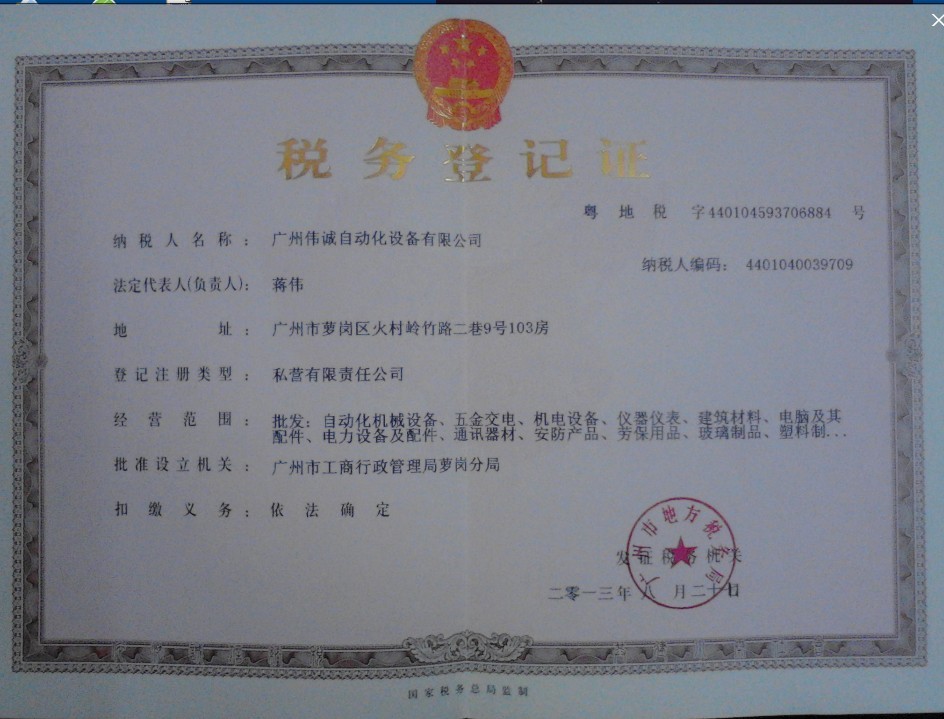 税务登记证
粤地税字440104593706884号
纳税人名称：广州伟诚自动化设备有限公司
纳税人编码：4401040039709
法定代表人(负责人)：蒋伟
地址：广州市萝岗区火村岭竹路二巷9号103房
登记注册类型：私营有限责任公司
经营范围：批发：自动化机械设备、五金交电、机电设备、仪器仪表、建筑材料、电脑及其
配件、电力设备及配件、通讯器材、安防产品、劳保用品、玻璃制品、塑料制...
批准设立机关：广州市工商行政管理局萝岗分局
扣缴义务：依法确定
广州市地方税务局
发证税务机关
二零一三年八月二十日
国家税务总局监制